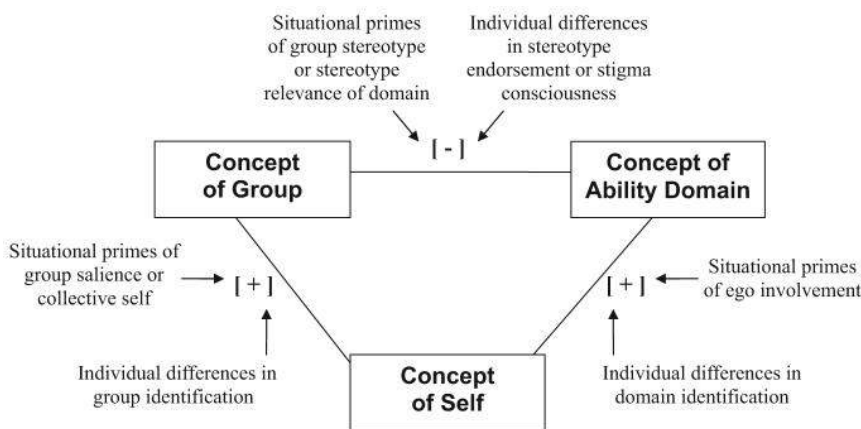 Situational primes
of group stereotype
or stereotype
relevance of domain
Individual differences
in stereotype
endorsement or stigma
consciousness
[ - ]
Concept
of Group
Concept of
Ability Domain
Situational primes of
group salience or
collective self
[ + ]
[ + ]
Situational primes
of ego involvement
Individual differences in
group identification
Concept
of Self
Individual differences in
domain identification